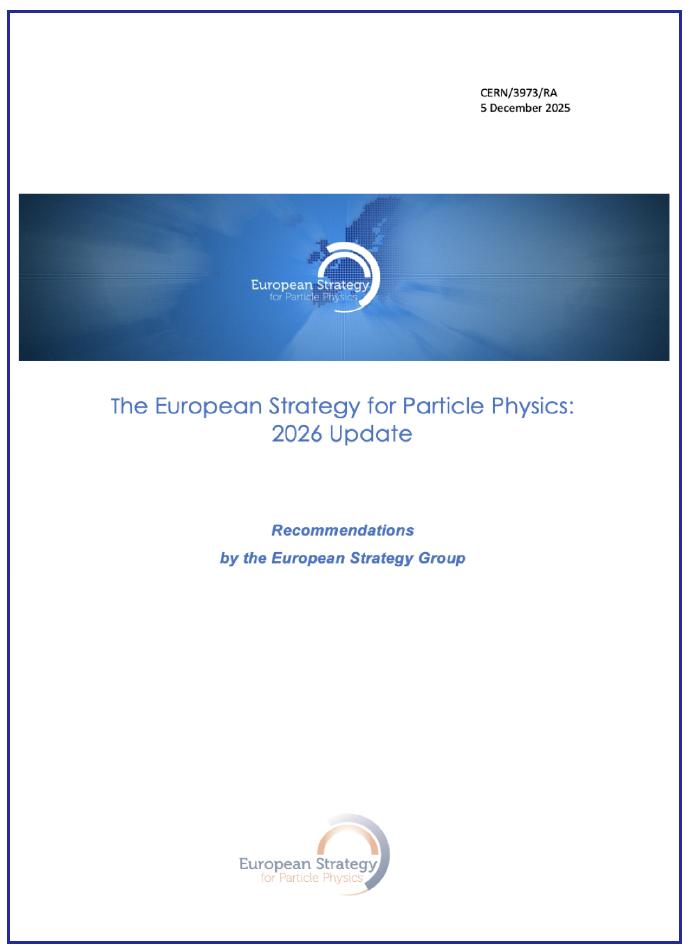 CERN/3973/RA
5 December 2025
European Strategy
for Particle Physics
The European Strategy for Particle Physics:
2026 Update
Recommendations
by the European Strategy Group
European Strategy
for Particle Physics